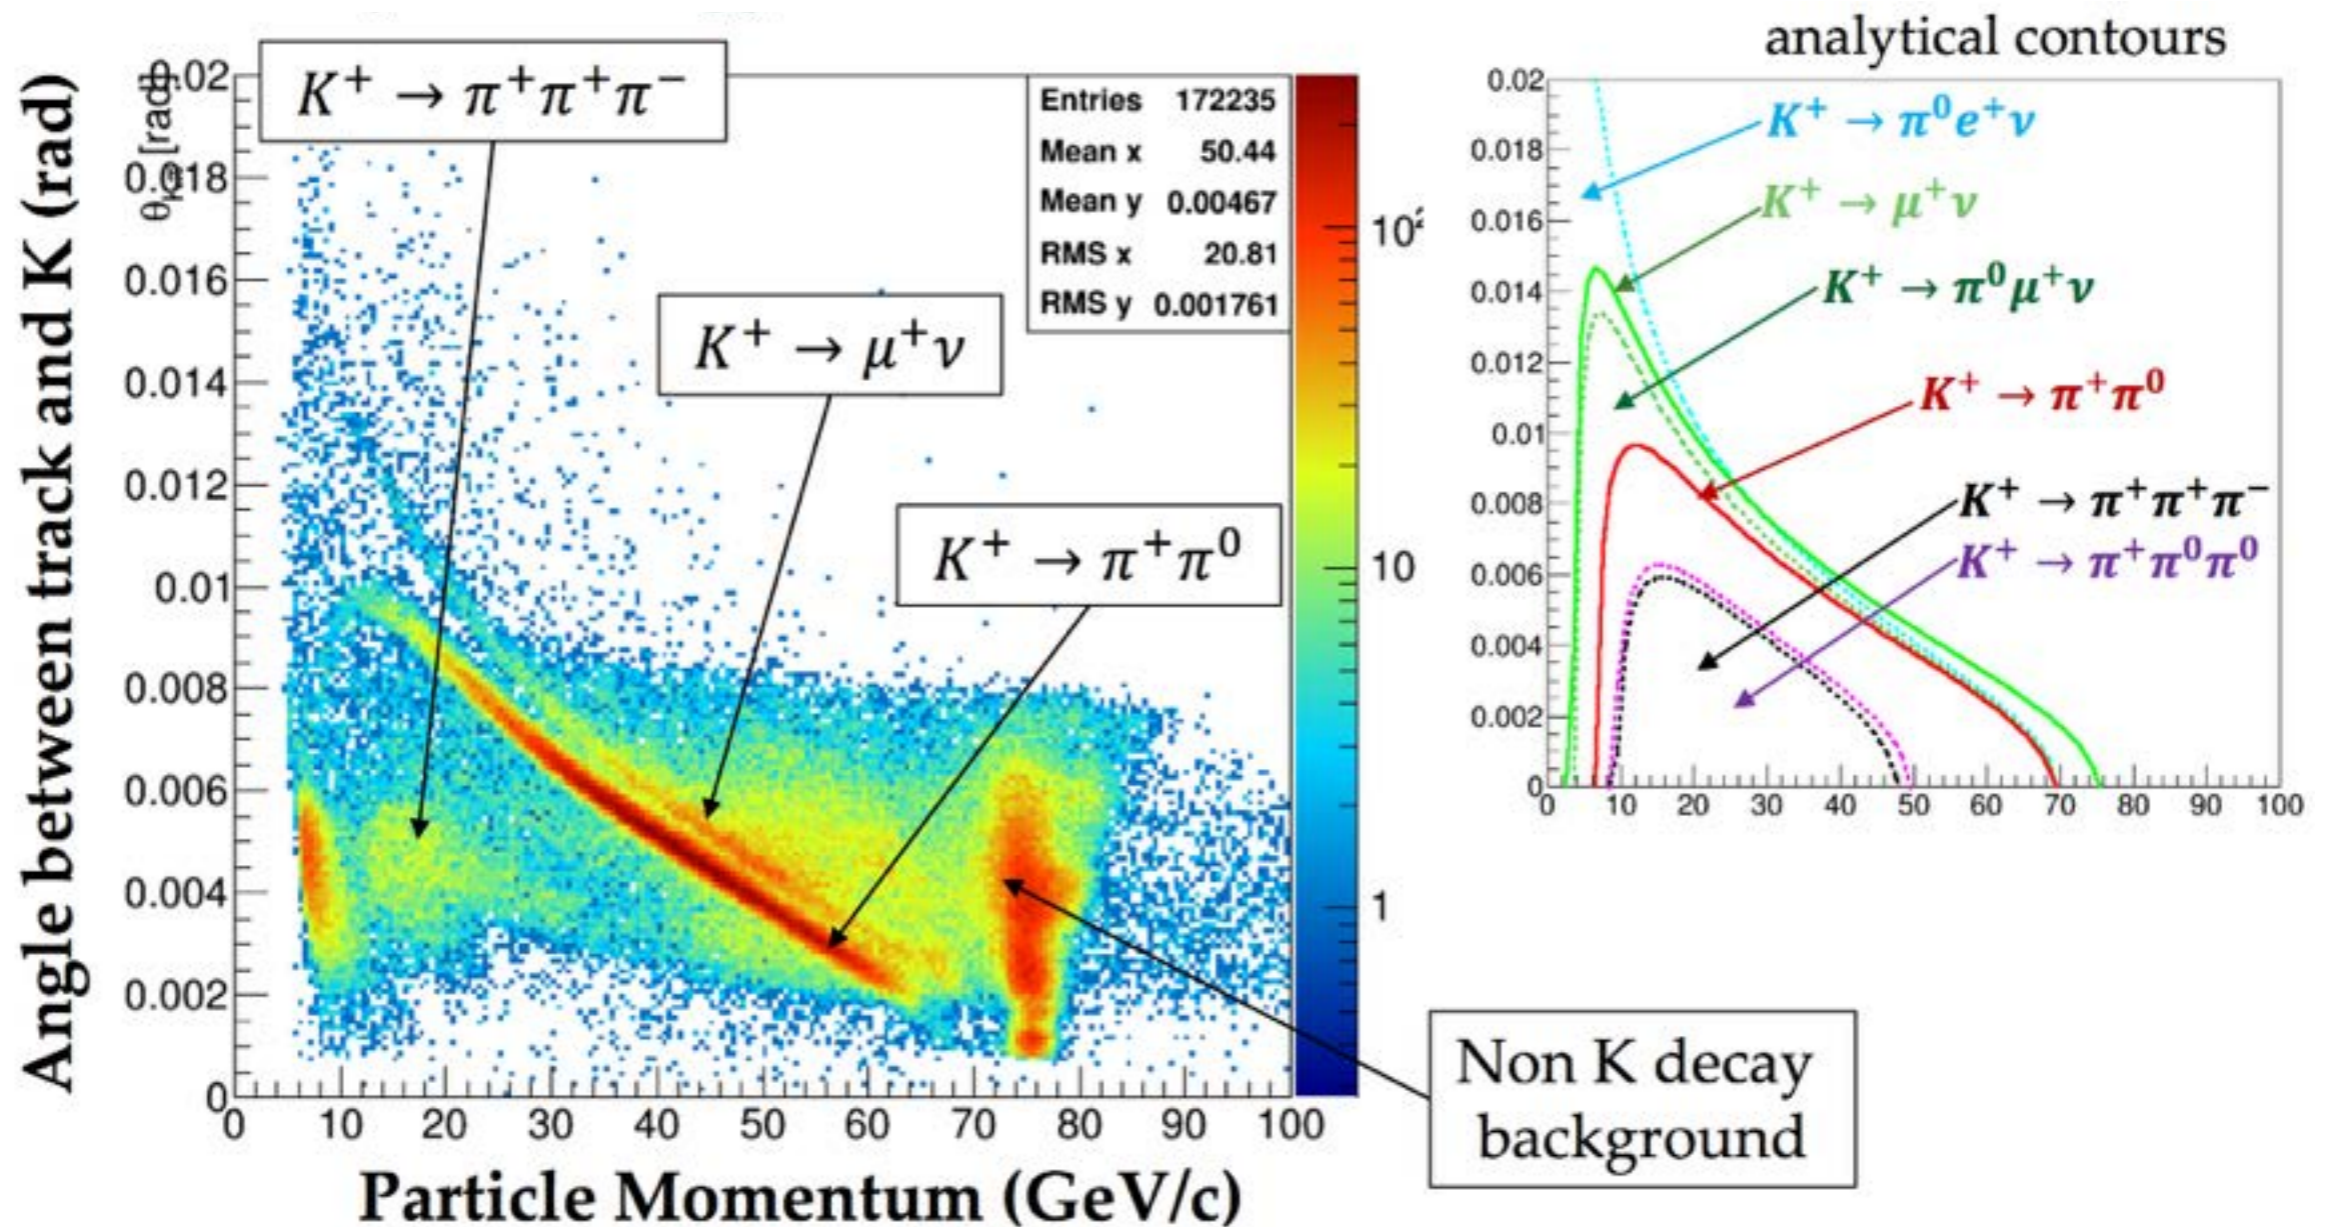 analytical contours
K⁺ → π⁺π⁺π⁻
K⁺ → μ⁺ν
K⁺ → π⁺π⁰
Entries 172235
Mean x 50.44
Mean y 0.00467
RMS x 20.81
RMS y 0.001761
Angle between track and K (rad)
[rad]
02
0.018
0.016
0.014
0.012
0.01
0.008
0.006
0.004
0.002
0
0 10 20 30 40 50 60 70 80 90 100
Particle Momentum (GeV/c)
10²
10
1
Non K decay
background
0.02
0.018
0.016
0.014
0.012
0.01
0.008
0.006
0.004
0.002
0
0 10 20 30 40 50 60 70 80 90 100
K⁺ → π⁰e⁺ν
K⁺ → μ⁺ν
K⁺ → π⁰μ⁺ν
K⁺ → π⁺π⁰
K⁺ → π⁺π⁺π⁻
K⁺ → π⁺π⁰π⁰